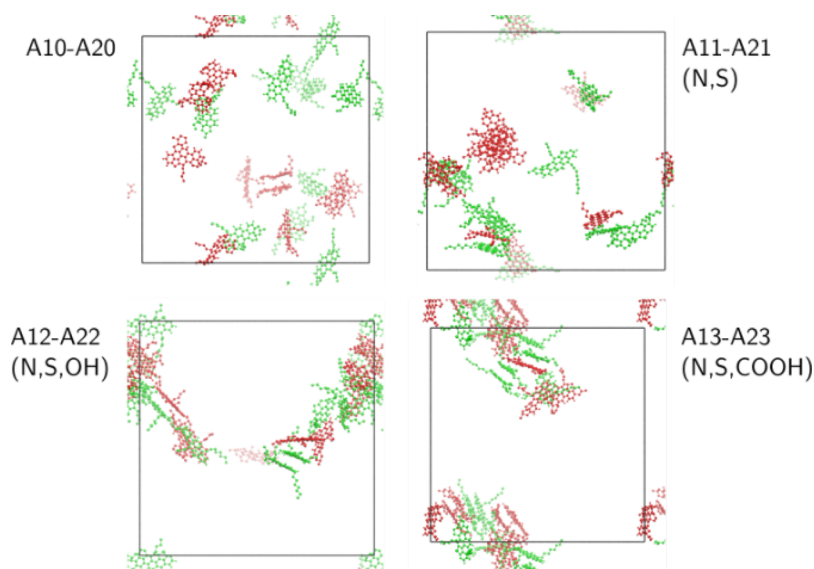 A10-A20
A11-A21
(N,S)
A12-A22
(N,S,OH)
A13-A23
(N,S,COOH)